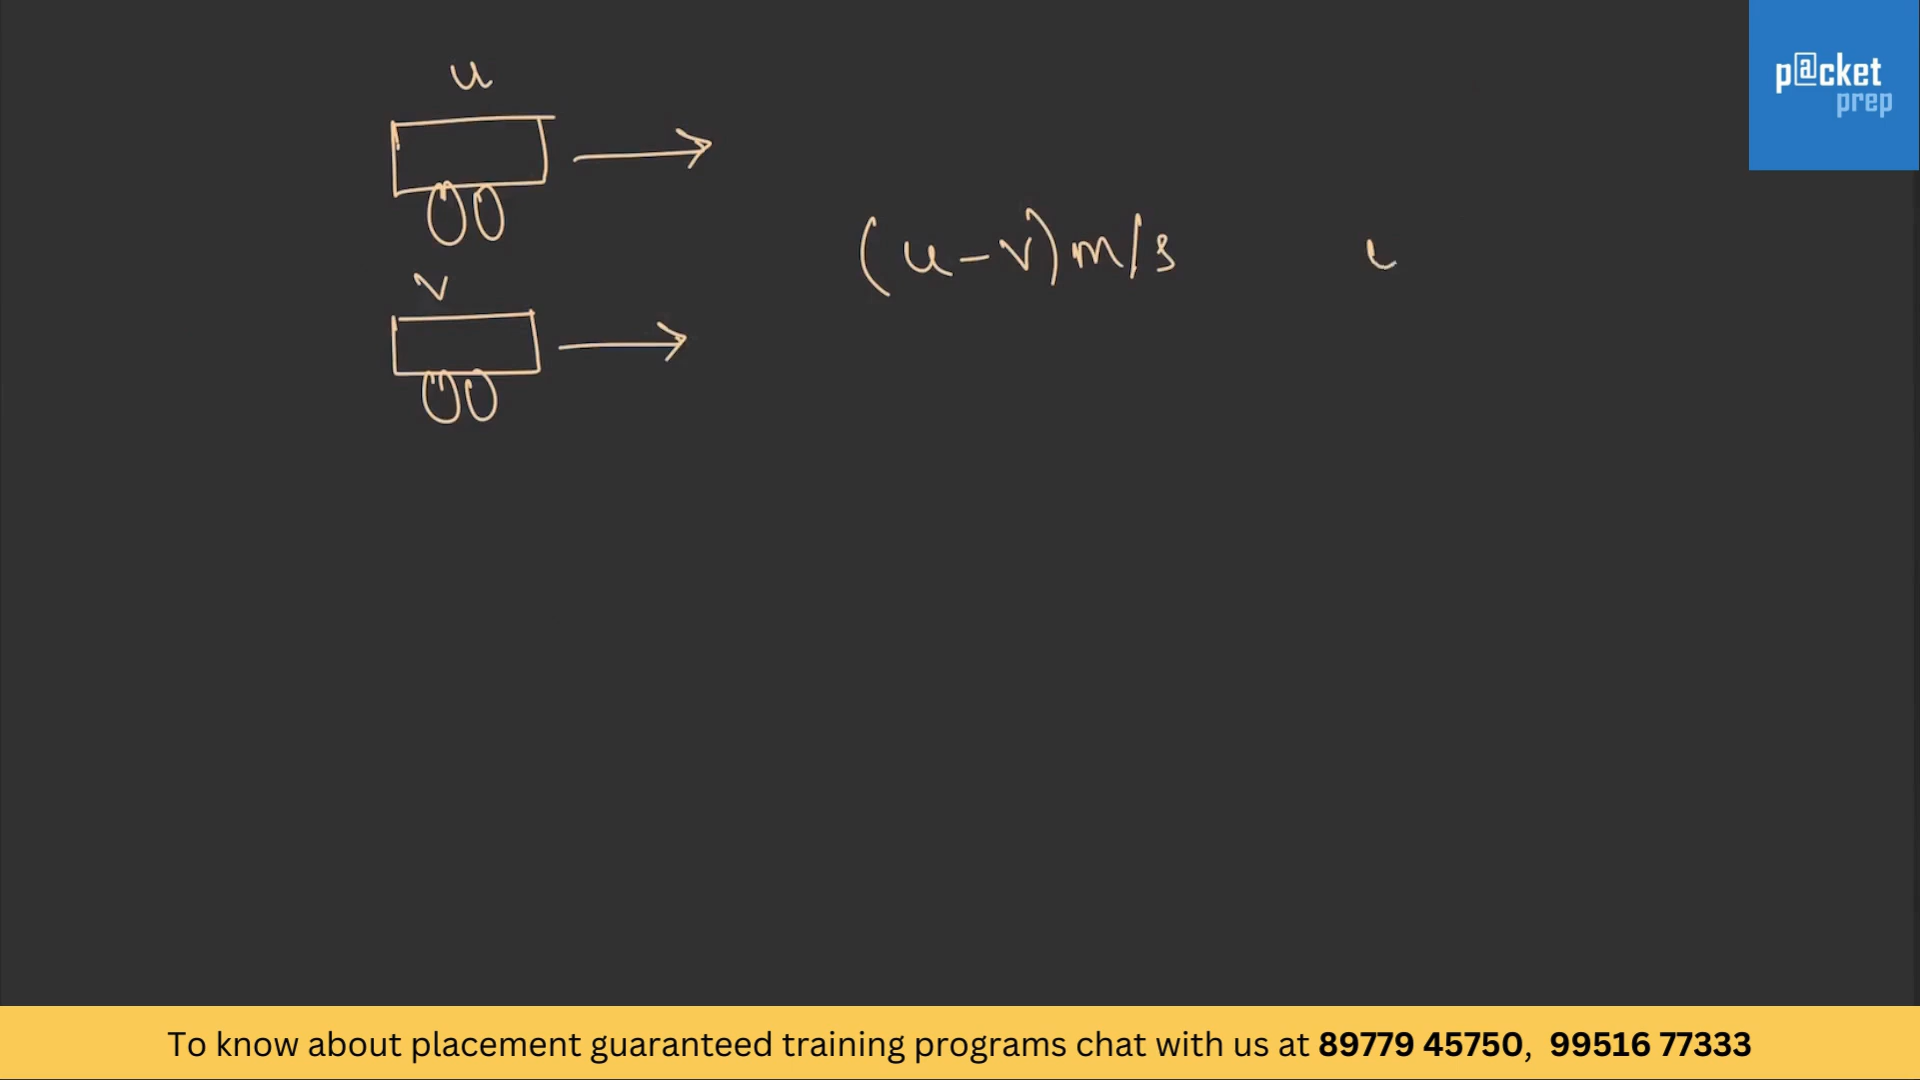 u
p@cket
prep
(u-v) m/s
v
To know about placement guaranteed training programs chat with us at 89779 45750, 99516 77333